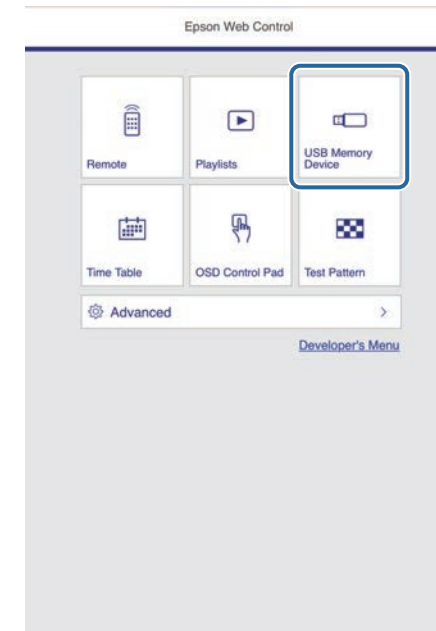 Epson Web Control
Remote
Playlists
USB Memory
Device
Time Table
OSD Control Pad
Test Pattern
Advanced
Developer's Menu